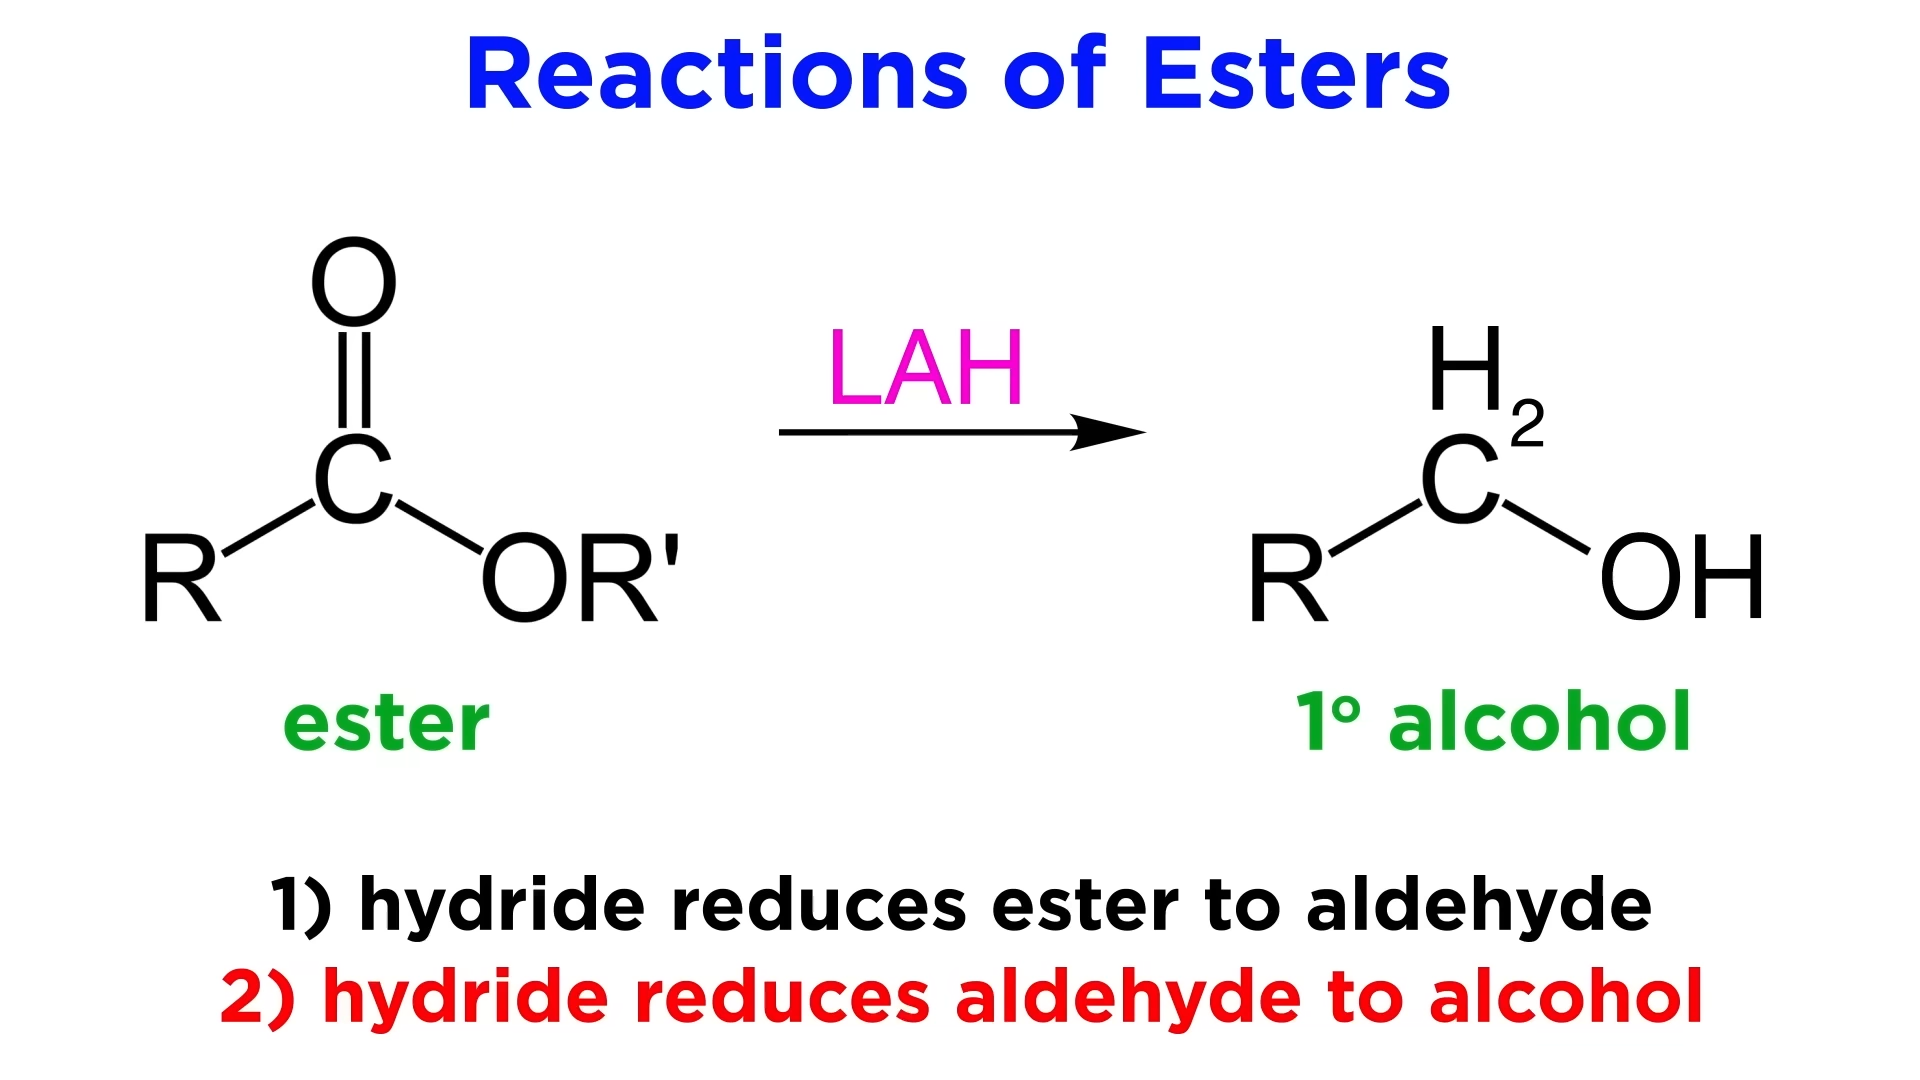 Reactions of Esters
O
C
R
OR'
LAH
H2
C
R
OH
ester
1° alcohol
1) hydride reduces ester to aldehyde
2) hydride reduces aldehyde to alcohol